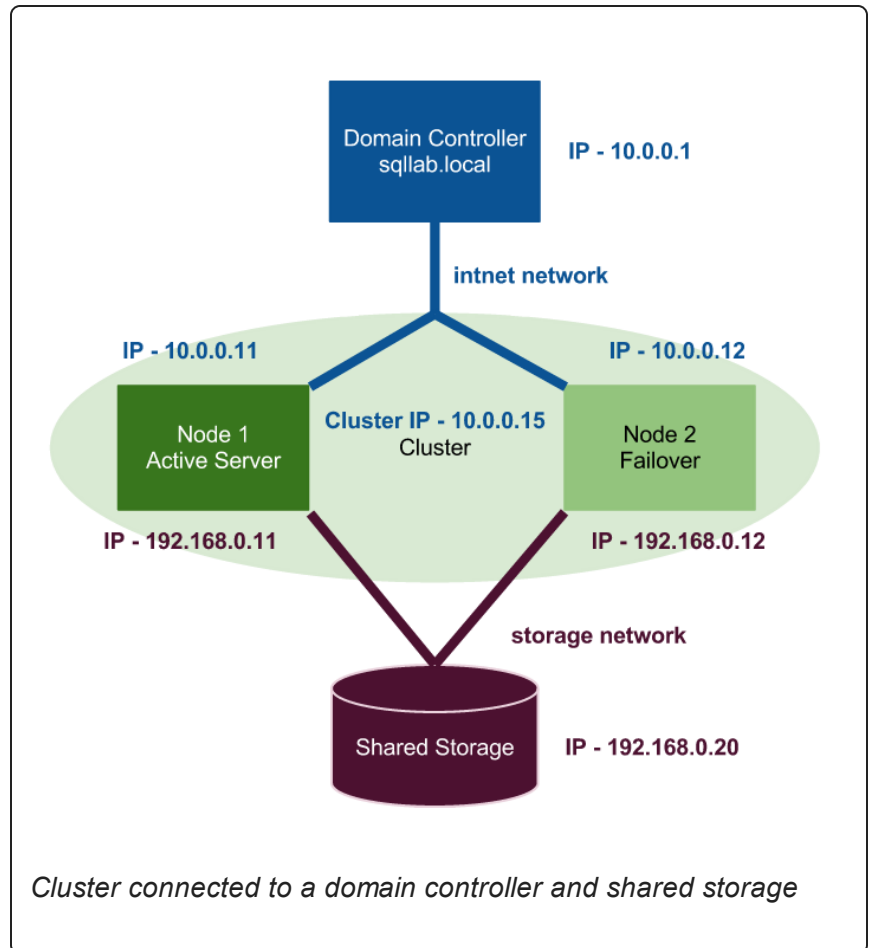 Domain Controller
sqllab.local
IP - 10.0.0.1
intnet network
IP - 10.0.0.11
IP - 10.0.0.12
Node 1
Active Server
Cluster IP - 10.0.0.15
Cluster
Node 2
Failover
IP - 192.168.0.11
IP - 192.168.0.12
storage network
Shared Storage
IP - 192.168.0.20
Cluster connected to a domain controller and shared storage